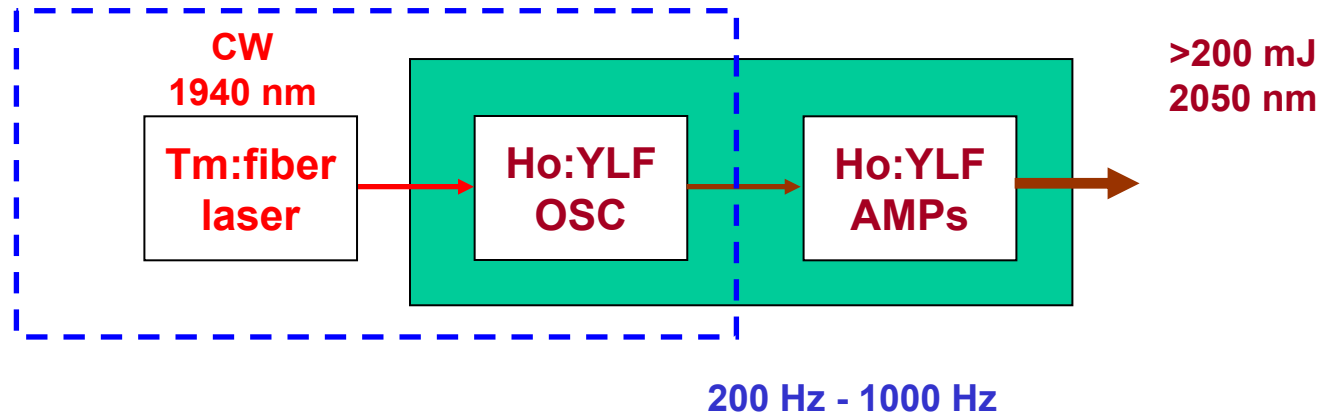 CW
1940 nm
Tm:fiber
laser
Ho:YLF
OSC
Ho:YLF
AMPs
>200 mJ
2050 nm
200 Hz - 1000 Hz